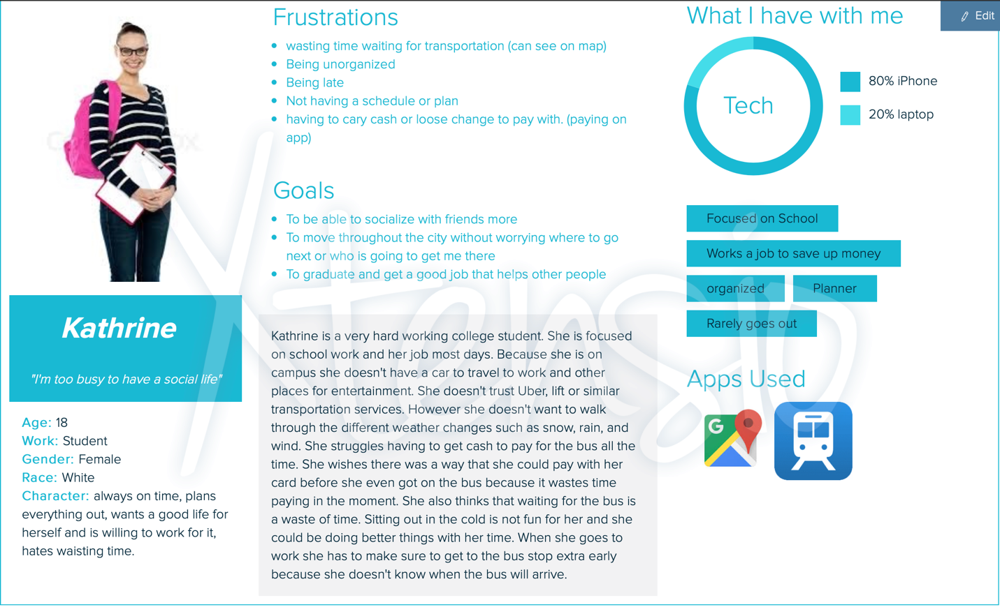 Frustrations
wasting time waiting for transportation (can see on map)
Being unorganized
Being late
Not having a schedule or plan
having to cary cash or loose change to pay with. (paying on
app)
Goals
To be able to socialize with friends more
To move throughout the city without worrying where to go
next or who is going to get me there
To graduate and get a good job that helps other people
Kathrine
"I'm too busy to have a social life"
Age: 18
Work: Student
Gender: Female
Race: White
Character: always on time, plans
everything out, wants a good life for
herself and is willing to work for it,
hates waisting time.
Kathrine is a very hard working college student. She is focused
on school work and her job most days. Because she is on
campus she doesn't have a car to travel to work and other
places for entertainment. She doesn't trust Uber, lift or similar
transportation services. However she doesn't want to walk
through the different weather changes such as snow, rain, and
wind. She struggles having to get cash to pay for the bus all the
time. She wishes there was a way that she could pay with her
card before she even got on the bus because it wastes time
paying in the moment. She also thinks that waiting for the bus is
a waste of time. Sitting out in the cold is not fun for her and she
could be doing better things with her time. When she goes to
work she has to make sure to get to the bus stop extra early
because she doesn't know when the bus will arrive.
What I have with me
Edit
Tech
80% iPhone
20% laptop
Focused on School
Works a job to save up money
organized
Planner
Rarely goes out
Apps Used
G
Xtensio